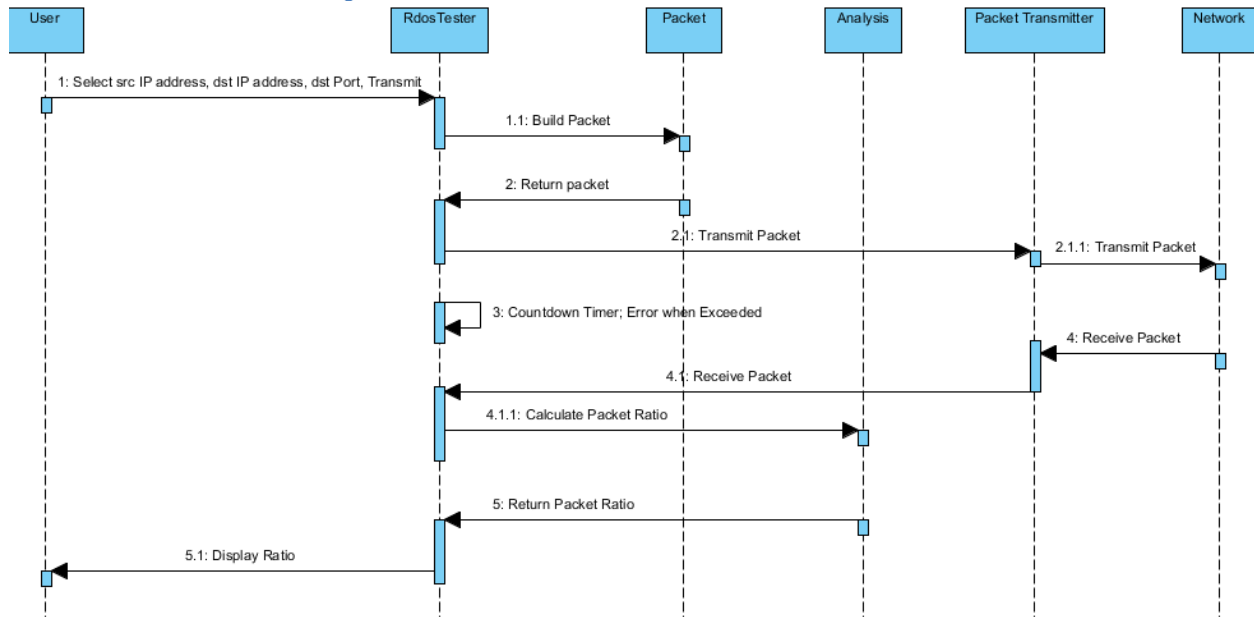 User
RdosTester
Packet
Analysis
Packet Transmitter
Network
1: Select src IP address, dst IP address, dst Port, Transmit
1.1: Build Packet
2: Return packet
2.1: Transmit Packet
2.1.1: Transmit Packet
3: Countdown Timer; Error when Exceeded
4: Receive Packet
4.1: Receive Packet
4.1.1: Calculate Packet Ratio
5: Return Packet Ratio
5.1: Display Ratio